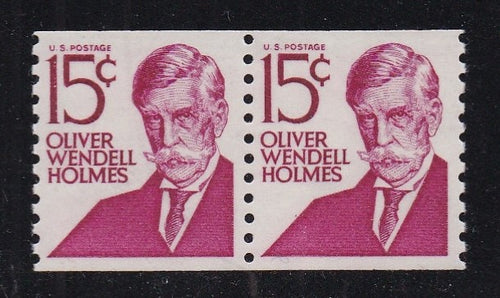 U.S. POSTAGE
15¢
OLIVER
WENDELL
HOLMES
U.S. POSTAGE
15¢
OLIVER
WENDELL
HOLMES